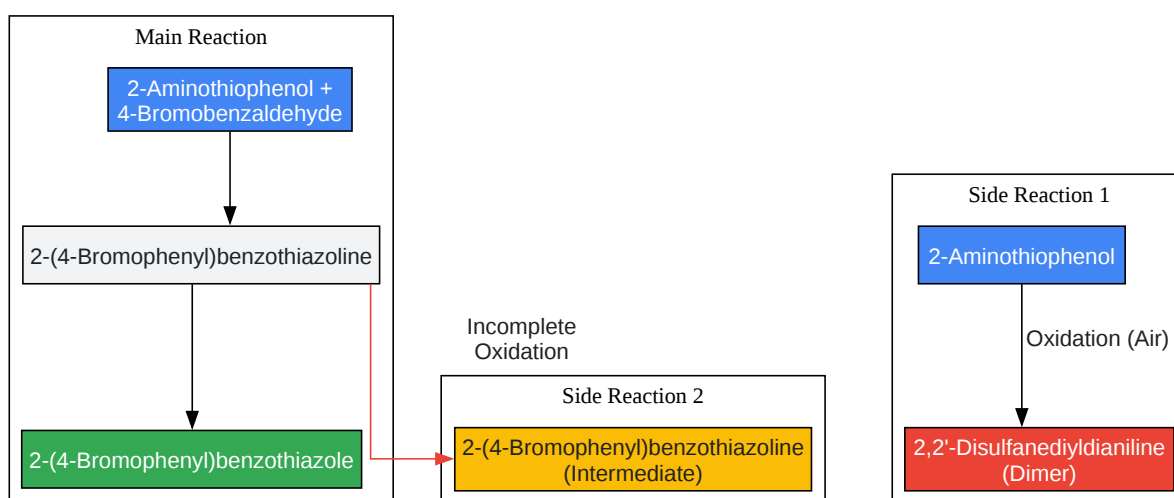 Main Reaction
2-Aminothiophenol +
4-Bromobenzaldehyde
2-(4-Bromophenyl)benzothiazoline
2-(4-Bromophenyl)benzothiazole
Incomplete
Oxidation
Side Reaction 2
2-(4-Bromophenyl)benzothiazoline
(Intermediate)
Side Reaction 1
2-Aminothiophenol
Oxidation (Air)
2,2'-Disulfanediyldianiline
(Dimer)